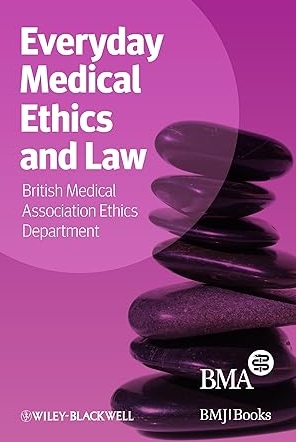 Everyday
Medical
Ethics
and Law
British Medical
Association Ethics
Department
BMA
WILEY-BLACKWELL
BMJ|Books